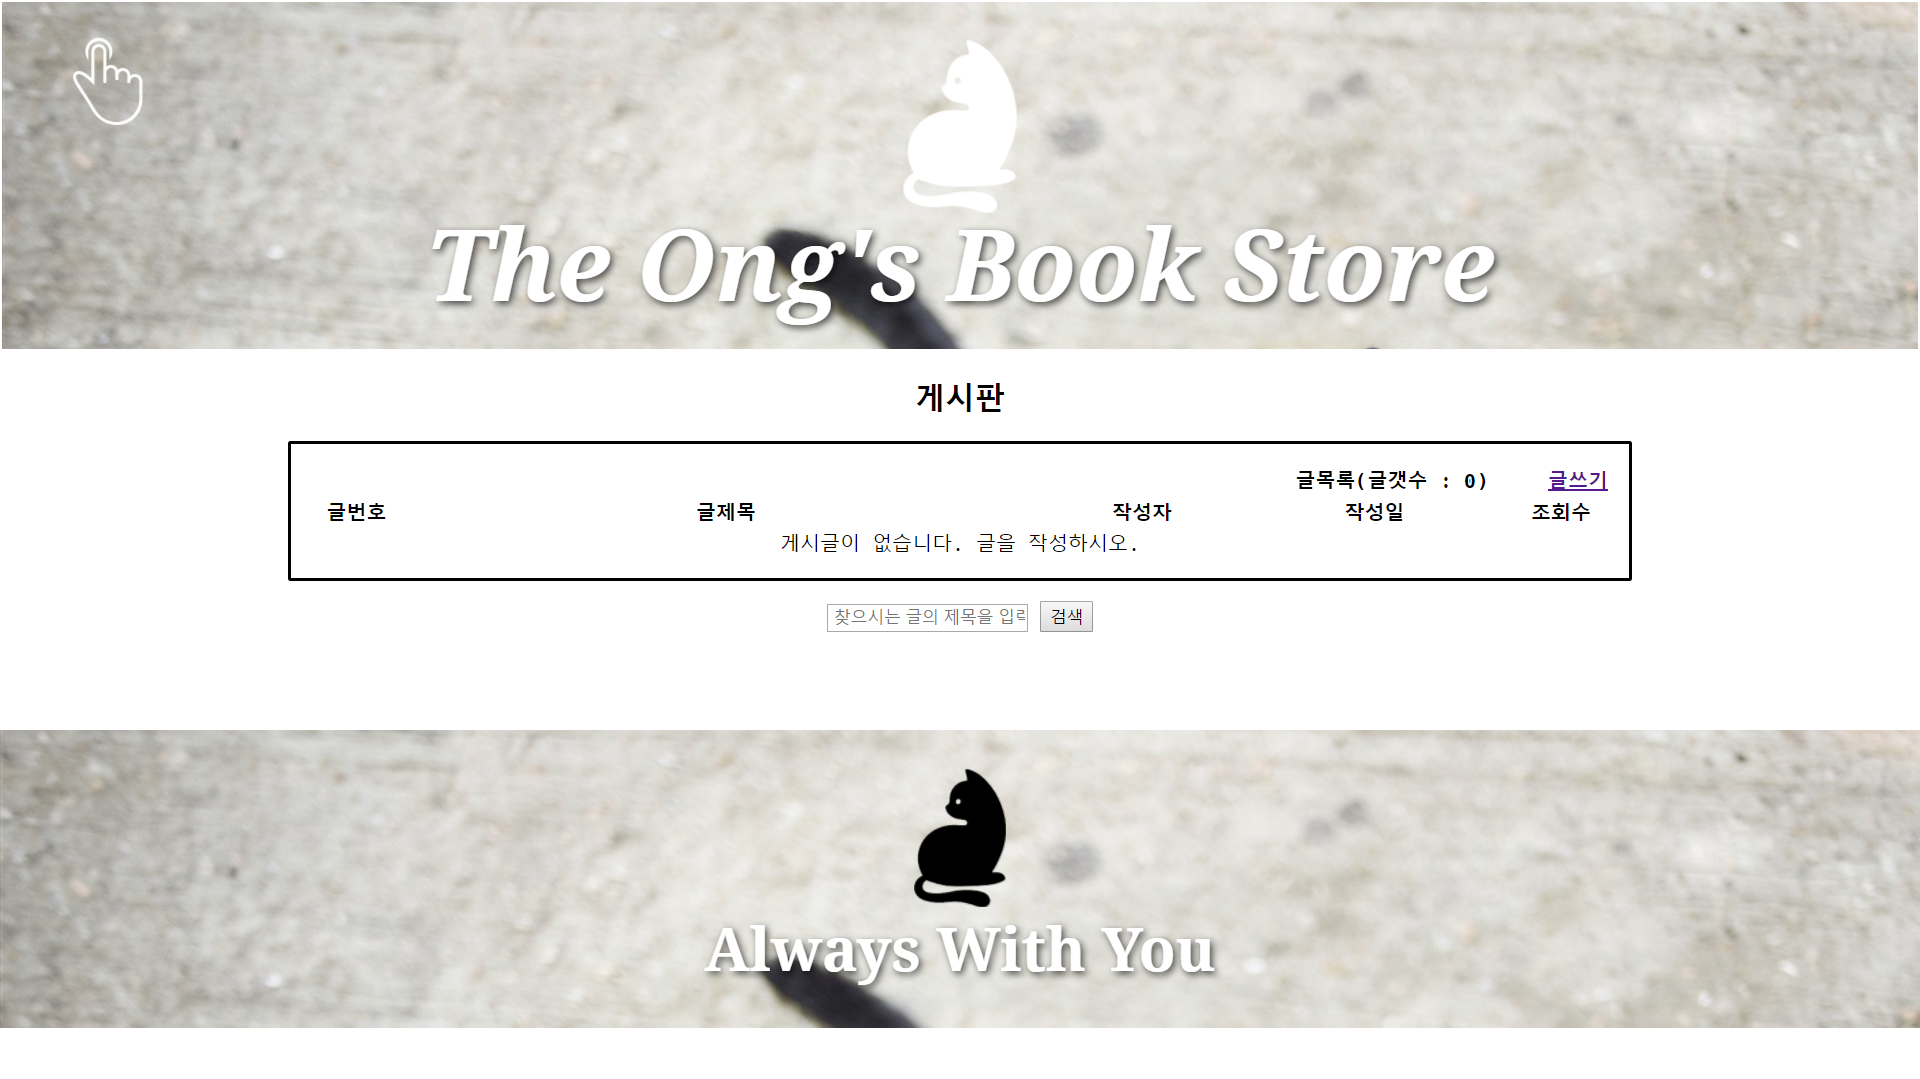 The Ong's Book Store
게시판
글목록(글갯수 : 0) 글쓰기
글번호 글제목 작성자 작성일 조회수
게시글이 없습니다. 글을 작성하시오.
찾으시는 글의 제목을 검색
Always With You